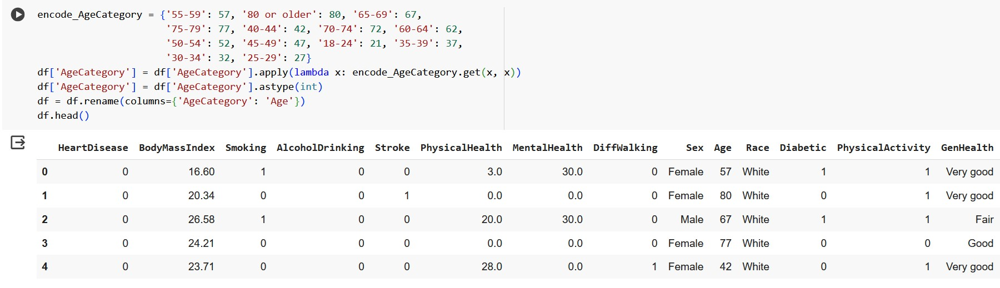 encode_AgeCategory = {'55-59': 57, '80 or older': 80, '65-69': 67,
'75-79': 77, '40-44': 42, '70-74': 72, '60-64': 62,
'50-54': 52, '45-49': 47, '18-24': 21, '35-39': 37,
'30-34': 32, '25-29': 27}
df['AgeCategory'] = df['AgeCategory'].apply(lambda x: encode_AgeCategory.get(x, x))
df['AgeCategory'] = df['AgeCategory'].astype(int)
df = df.rename(columns={'AgeCategory': 'Age'})
df.head()
HeartDisease BodyMassIndex Smoking AlcoholDrinking Stroke PhysicalHealth MentalHealth DiffWalking Sex Age Race Diabetic PhysicalActivity GenHealth
0 0 16.60 1 0 0 3.0 30.0 0 Female 57 White 1 1 Very good
1 0 20.34 0 0 1 0.0 0.0 0 Female 80 White 0 1 Very good
2 0 26.58 1 0 0 20.0 30.0 0 Male 67 White 1 1 Fair
3 0 24.21 0 0 0 0.0 0.0 0 Female 77 White 0 0 Good
4 0 23.71 0 0 0 28.0 0.0 1 Female 42 White 0 1 Very good